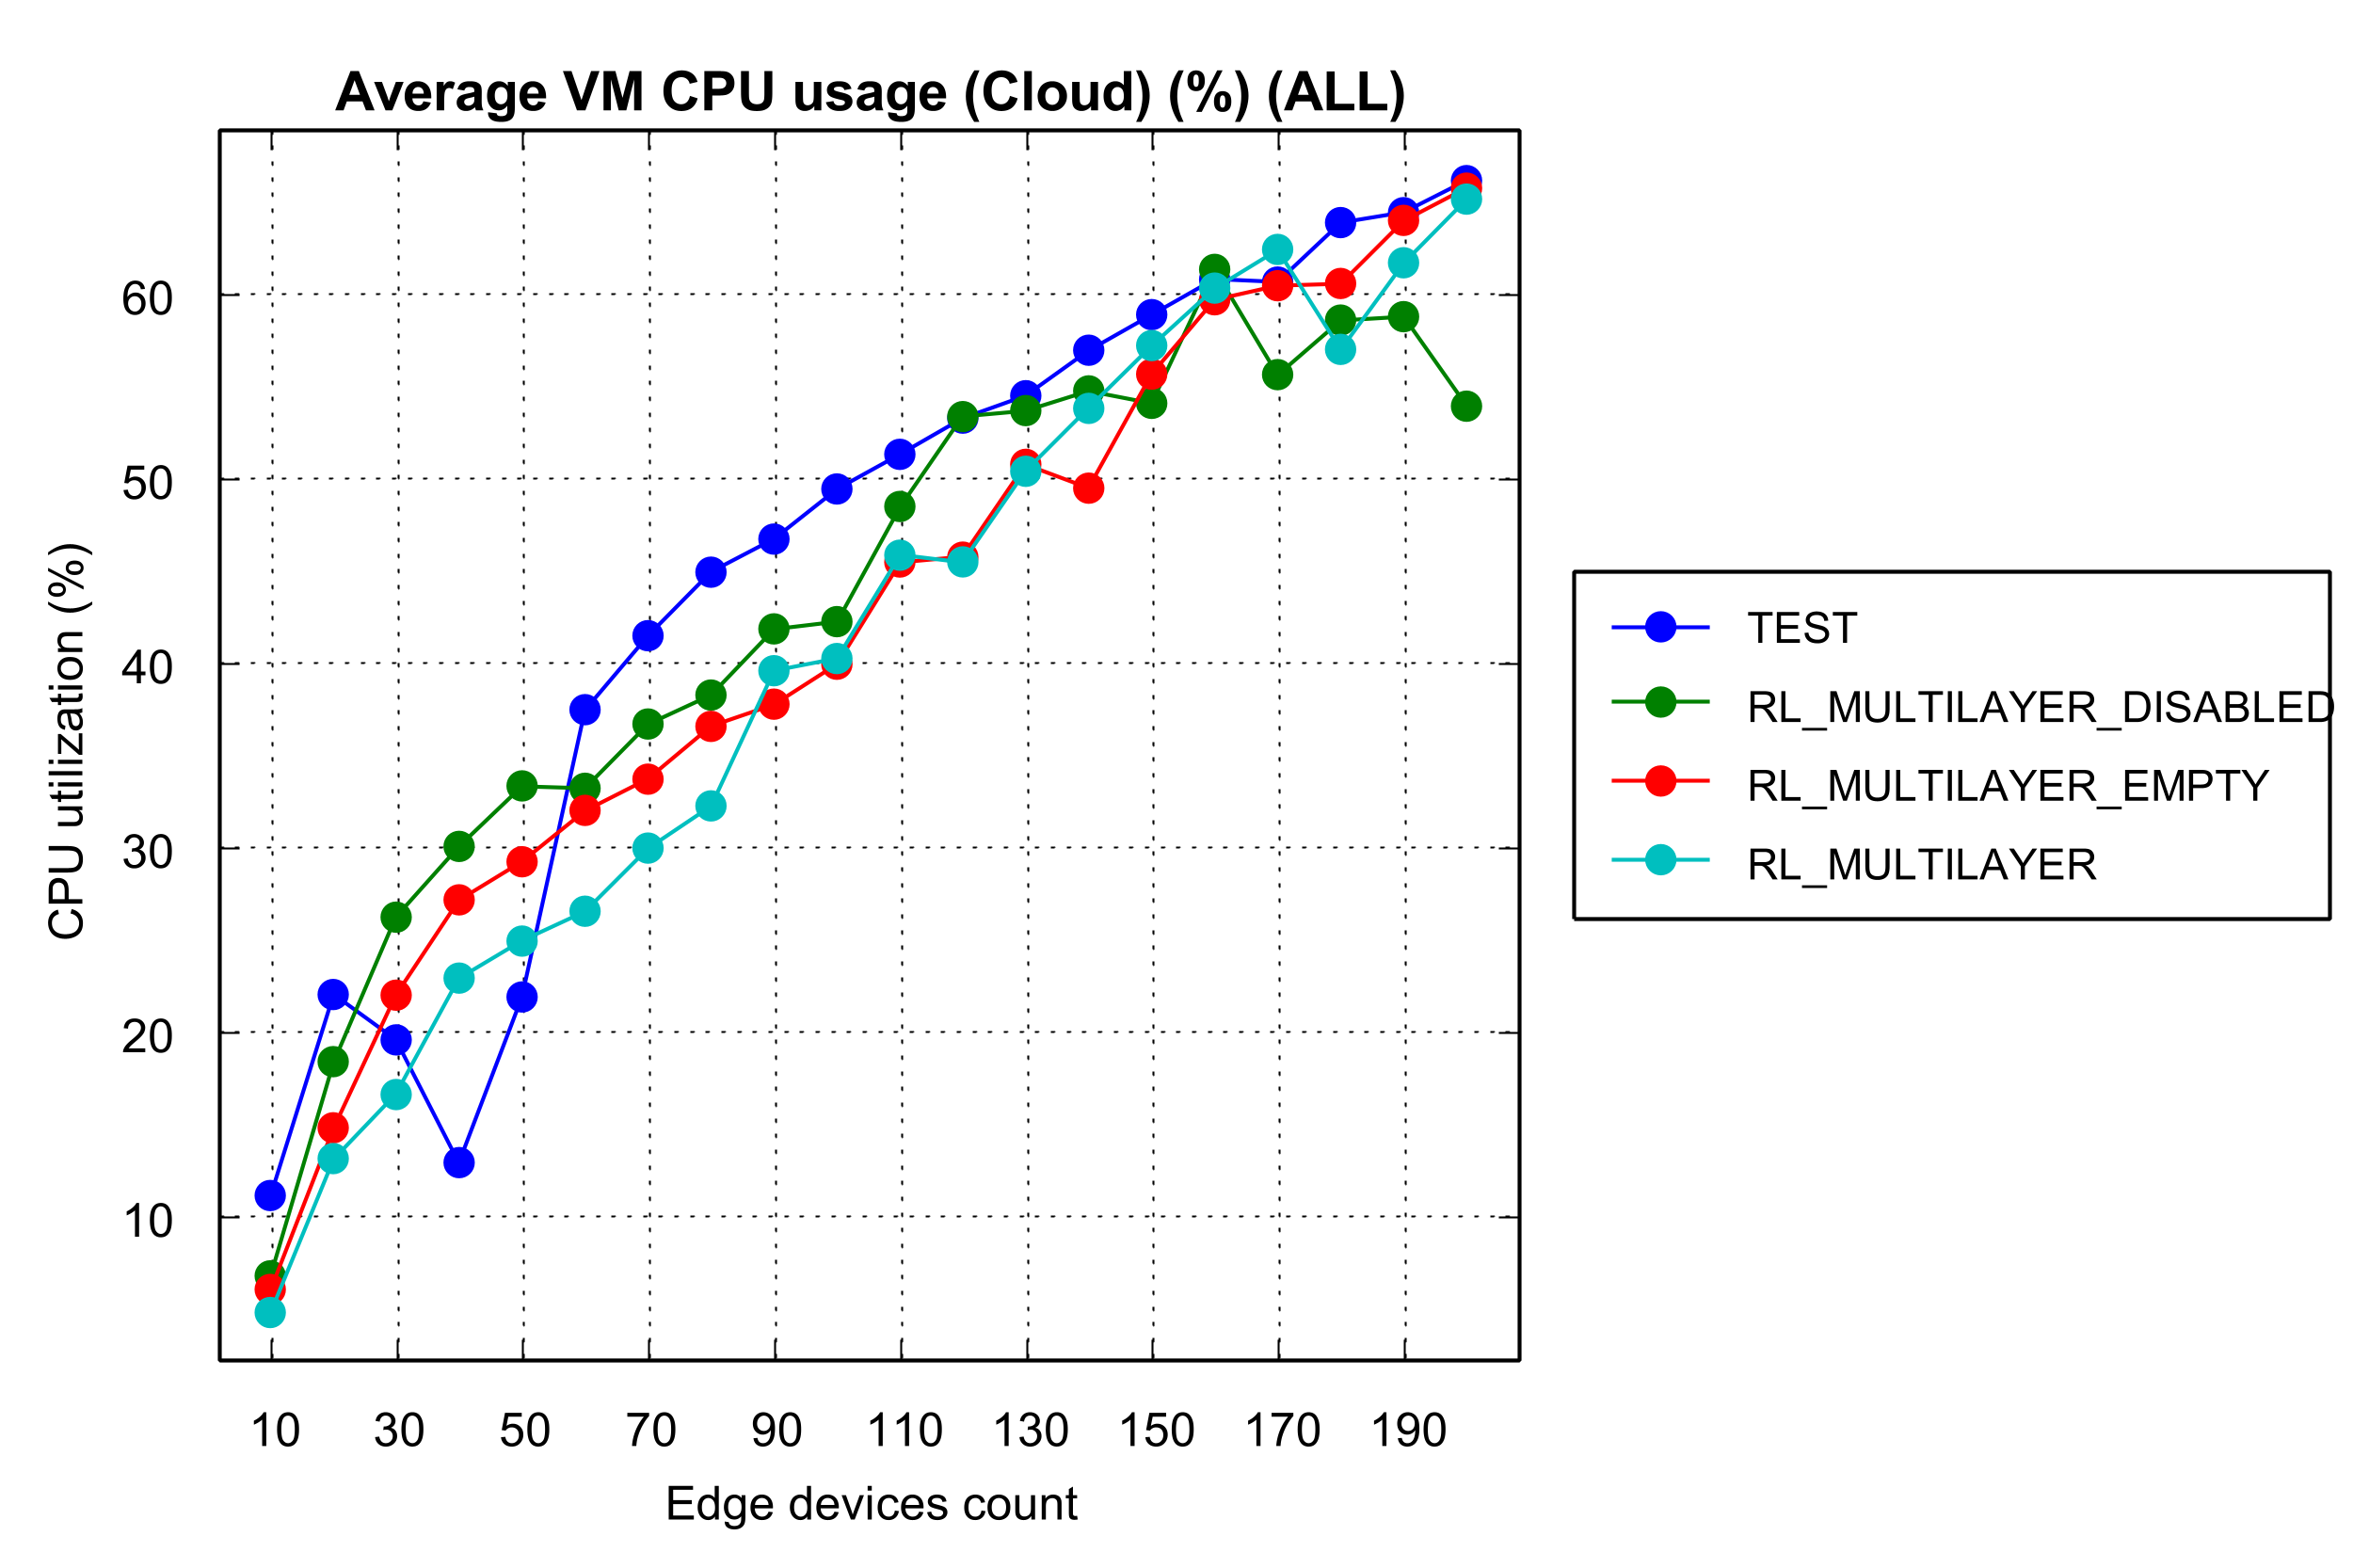 Average VM CPU usage (Cloud) (%) (ALL)
CPU utilization (%)
60
50
40
30
20
10
10 30 50 70 90 110 130 150 170 190
Edge devices count
TEST
RL_MULTILAYER_DISABLED
RL_MULTILAYER_EMPTY
RL_MULTILAYER